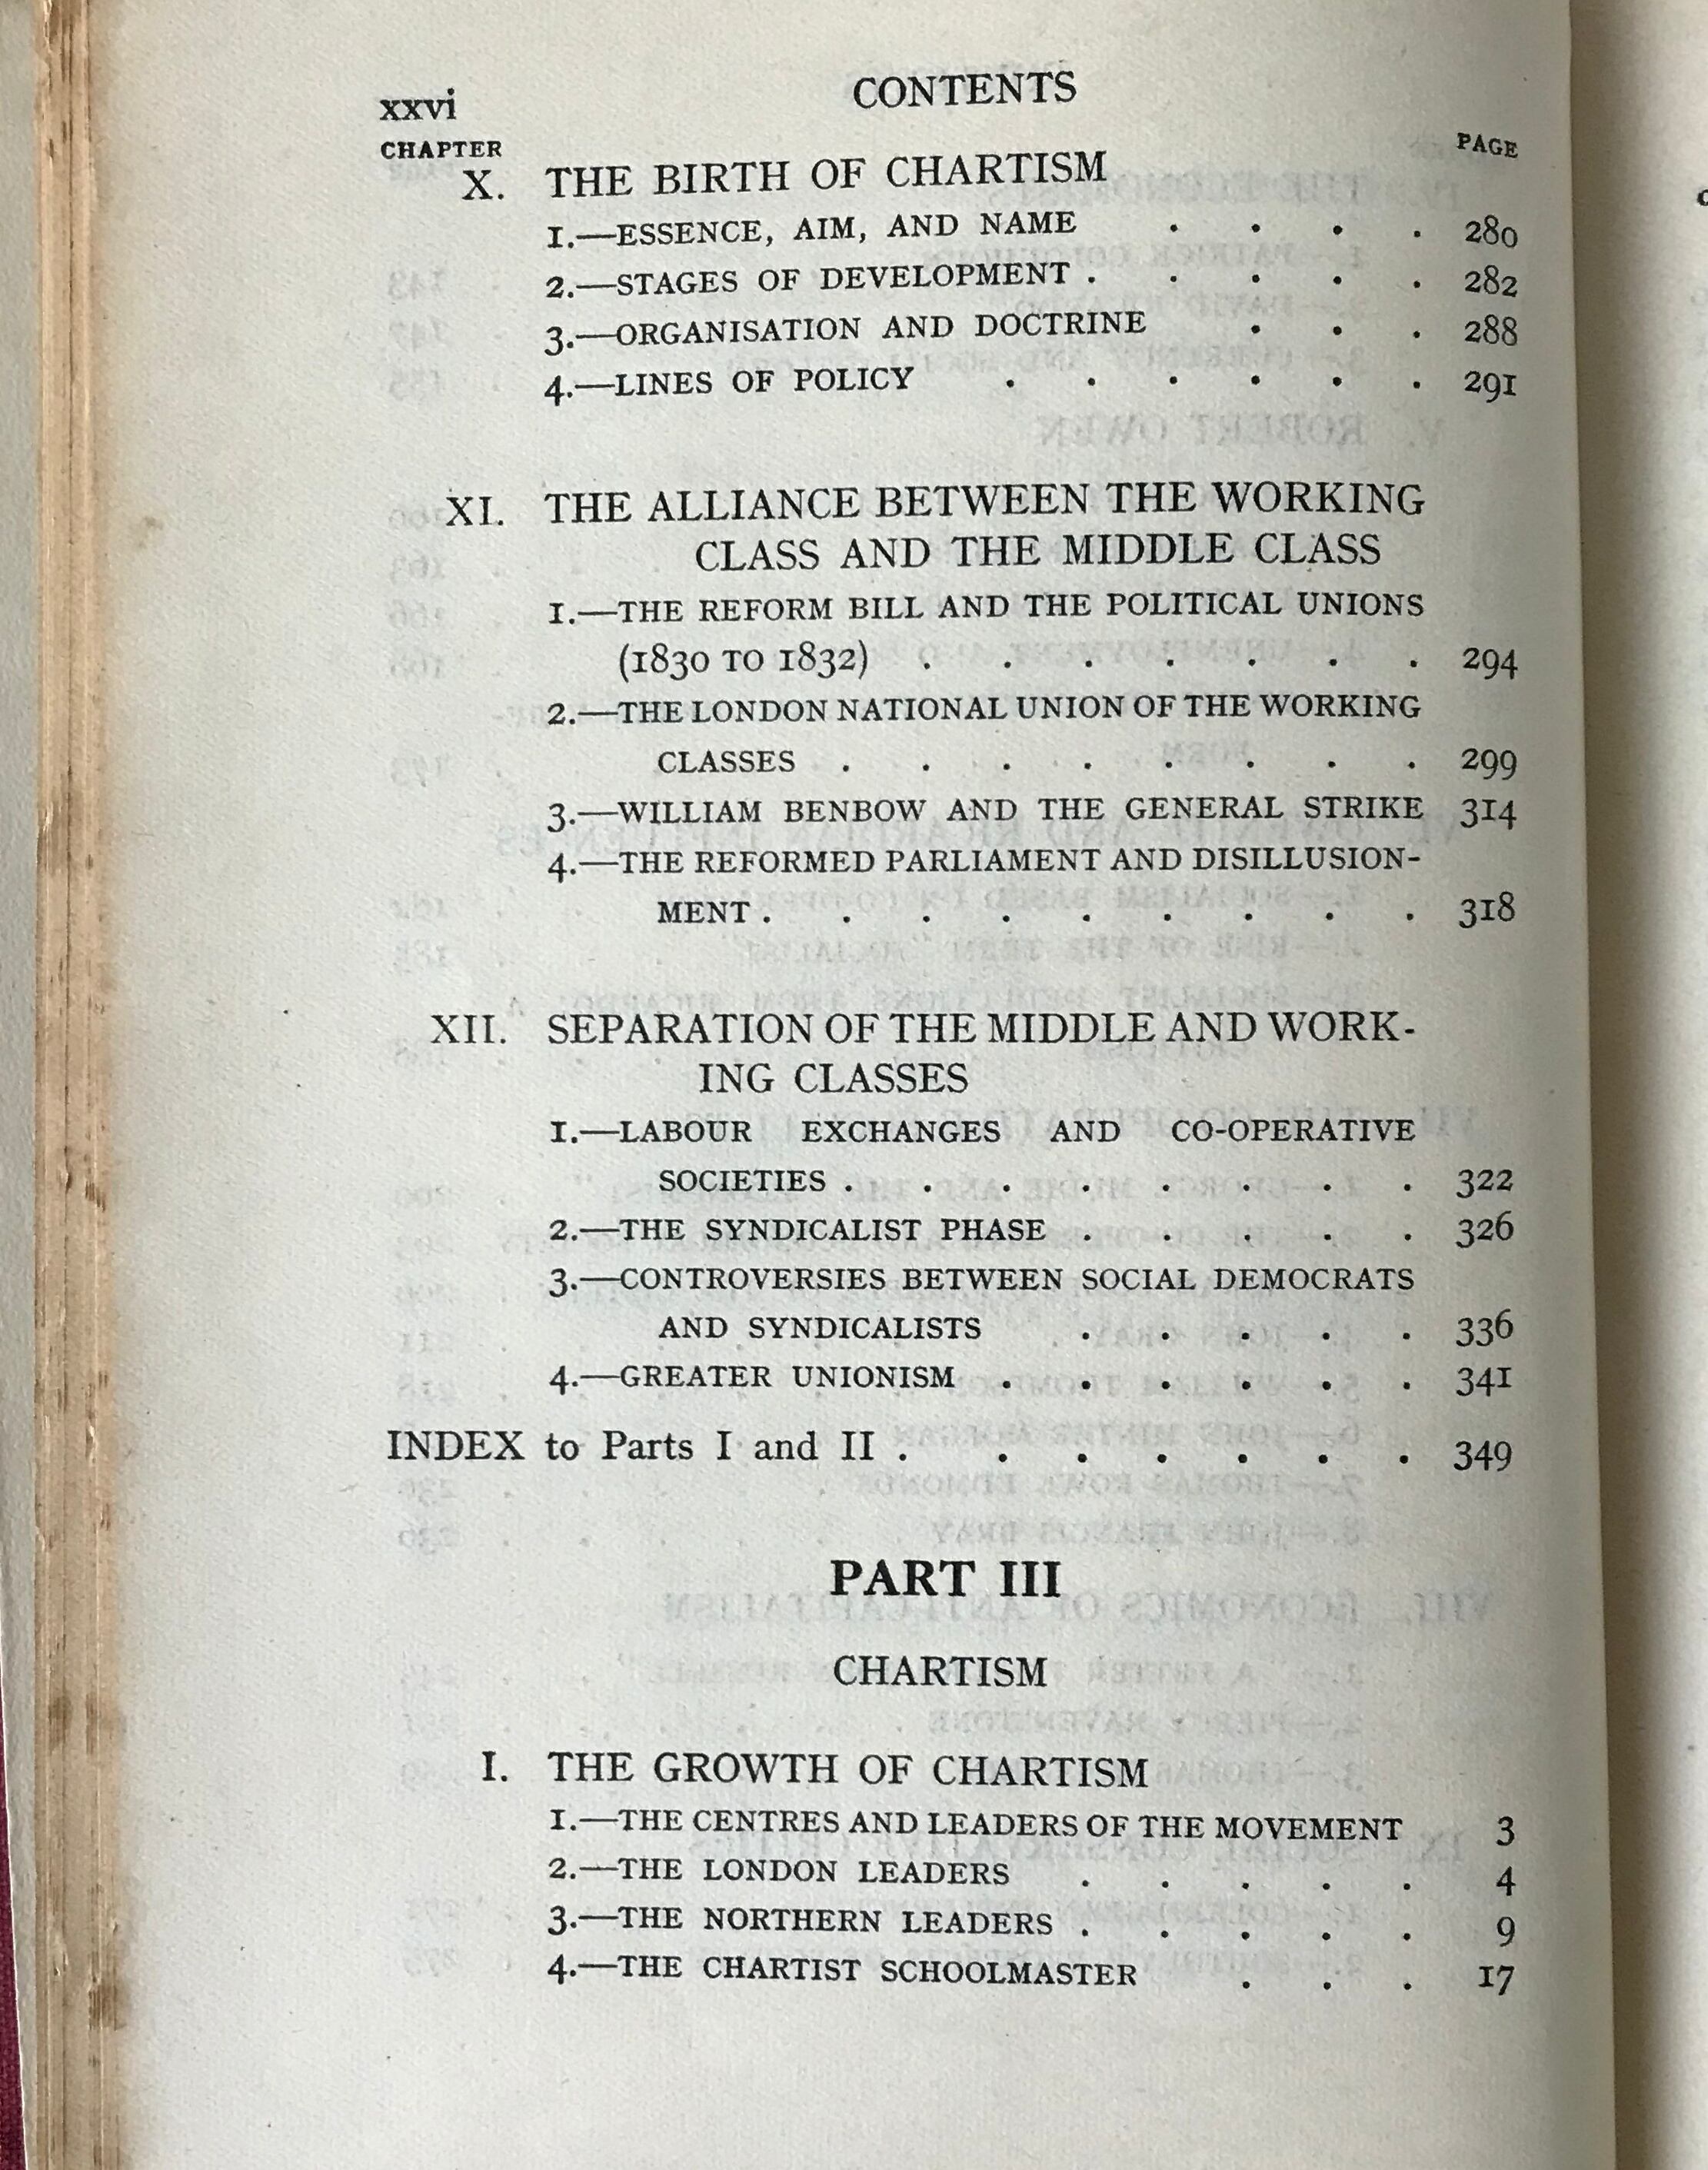 xxvi
CONTENTS
CHAPTER
PAGE
X. THE BIRTH OF CHARTISM
1.—ESSENCE, AIM, AND NAME . . . . 280
2.—STAGES OF DEVELOPMENT . . . . . 282
3.—ORGANISATION AND DOCTRINE . . . 288
4.—LINES OF POLICY . . . . . . 291
XI. THE ALLIANCE BETWEEN THE WORKING
CLASS AND THE MIDDLE CLASS
1.—THE REFORM BILL AND THE POLITICAL UNIONS
(1830 TO 1832) . . . . . . . 294
2.—THE LONDON NATIONAL UNION OF THE WORKING
CLASSES . . . . . . . . 299
3.—WILLIAM BENBOW AND THE GENERAL STRIKE 314
4.—THE REFORMED PARLIAMENT AND DISILLUSION-
MENT . . . . . . . . . 318
XII. SEPARATION OF THE MIDDLE AND WORK-
ING CLASSES
1.—LABOUR EXCHANGES AND CO-OPERATIVE
SOCIETIES . . . . . . . . 322
2.—THE SYNDICALIST PHASE . . . . . 326
3.—CONTROVERSIES BETWEEN SOCIAL DEMOCRATS
AND SYNDICALISTS . . . . . 336
4.—GREATER UNIONISM . . . . . . 341
INDEX to Parts I and II . . . . . . . 349
PART III
CHARTISM
I. THE GROWTH OF CHARTISM
1.—THE CENTRES AND LEADERS OF THE MOVEMENT 3
2.—THE LONDON LEADERS . . . . . 4
3.—THE NORTHERN LEADERS . . . . . 9
4.—THE CHARTIST SCHOOLMASTER . . . 17